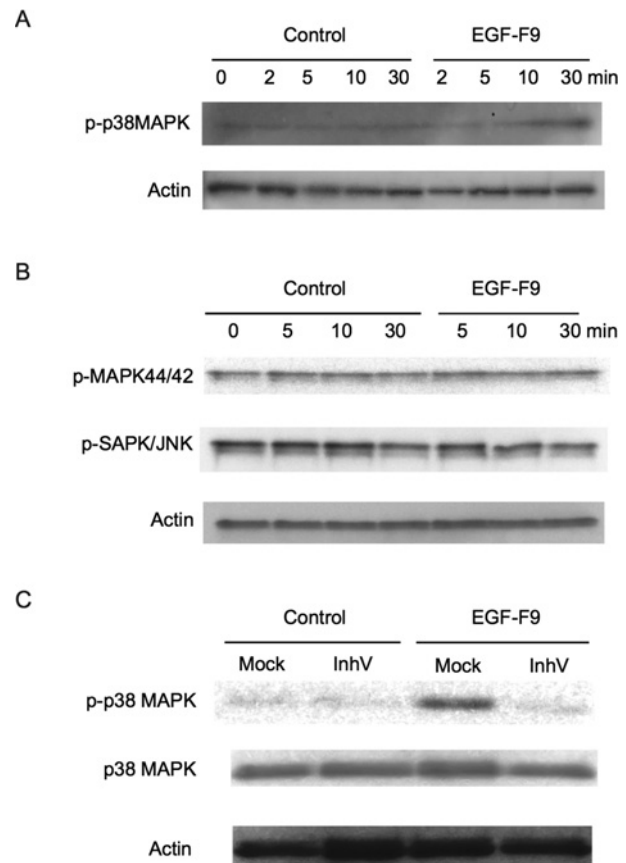 A
Control EGF-F9
0 2 5 10 30 2 5 10 30 min
p-p38MAPK
Actin
B
Control EGF-F9
0 5 10 30 5 10 30 min
p-MAPK44/42
p-SAPK/JNK
Actin
C
Control EGF-F9
Mock InhV Mock InhV
p-p38 MAPK
p38 MAPK
Actin